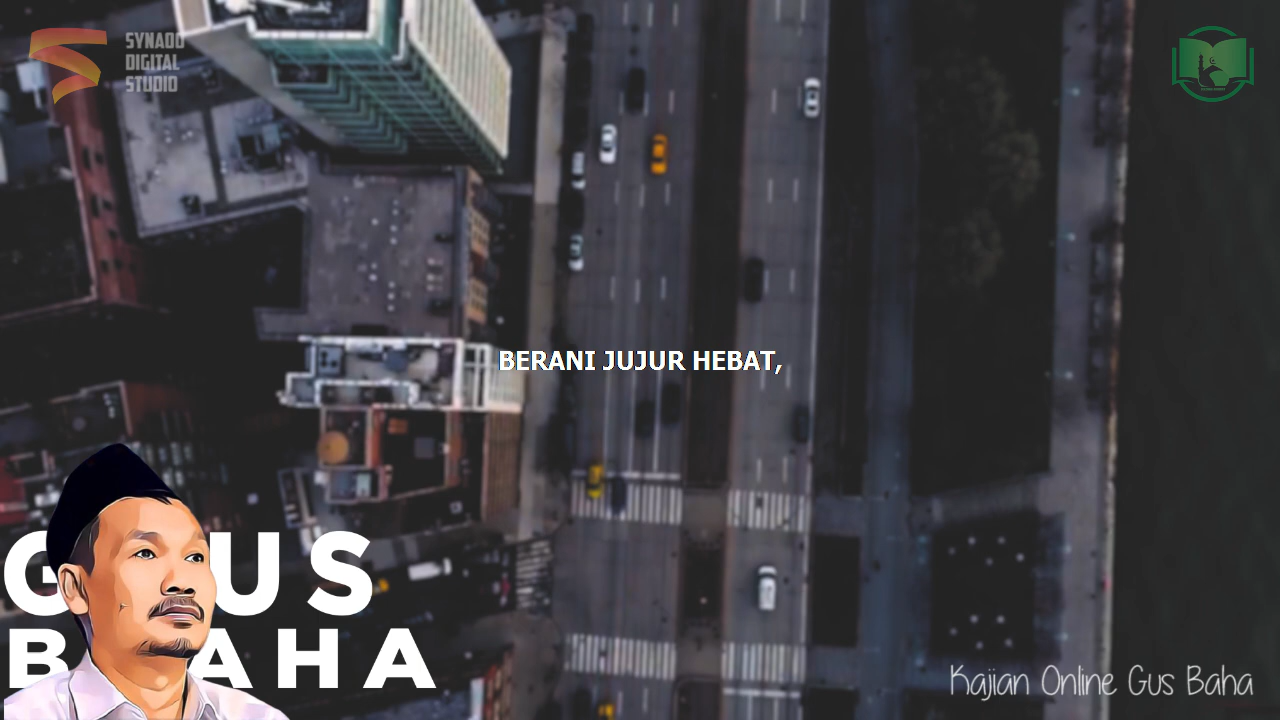 SYNADO
DIGITAL
STUDIO
BERANI JUJUR HEBAT,
GUS
BAHA
Kajian Online Gus Baha